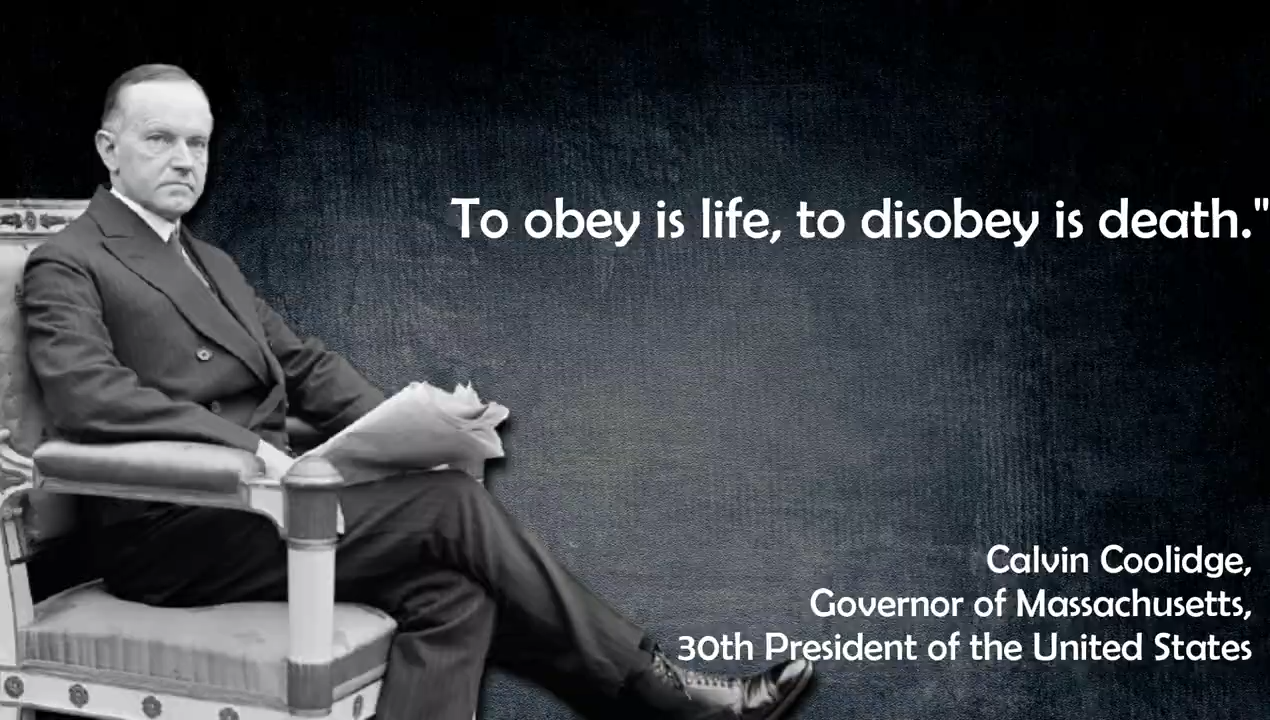 To obey is life, to disobey is death."
Calvin Coolidge,
Governor of Massachusetts,
30th President of the United States